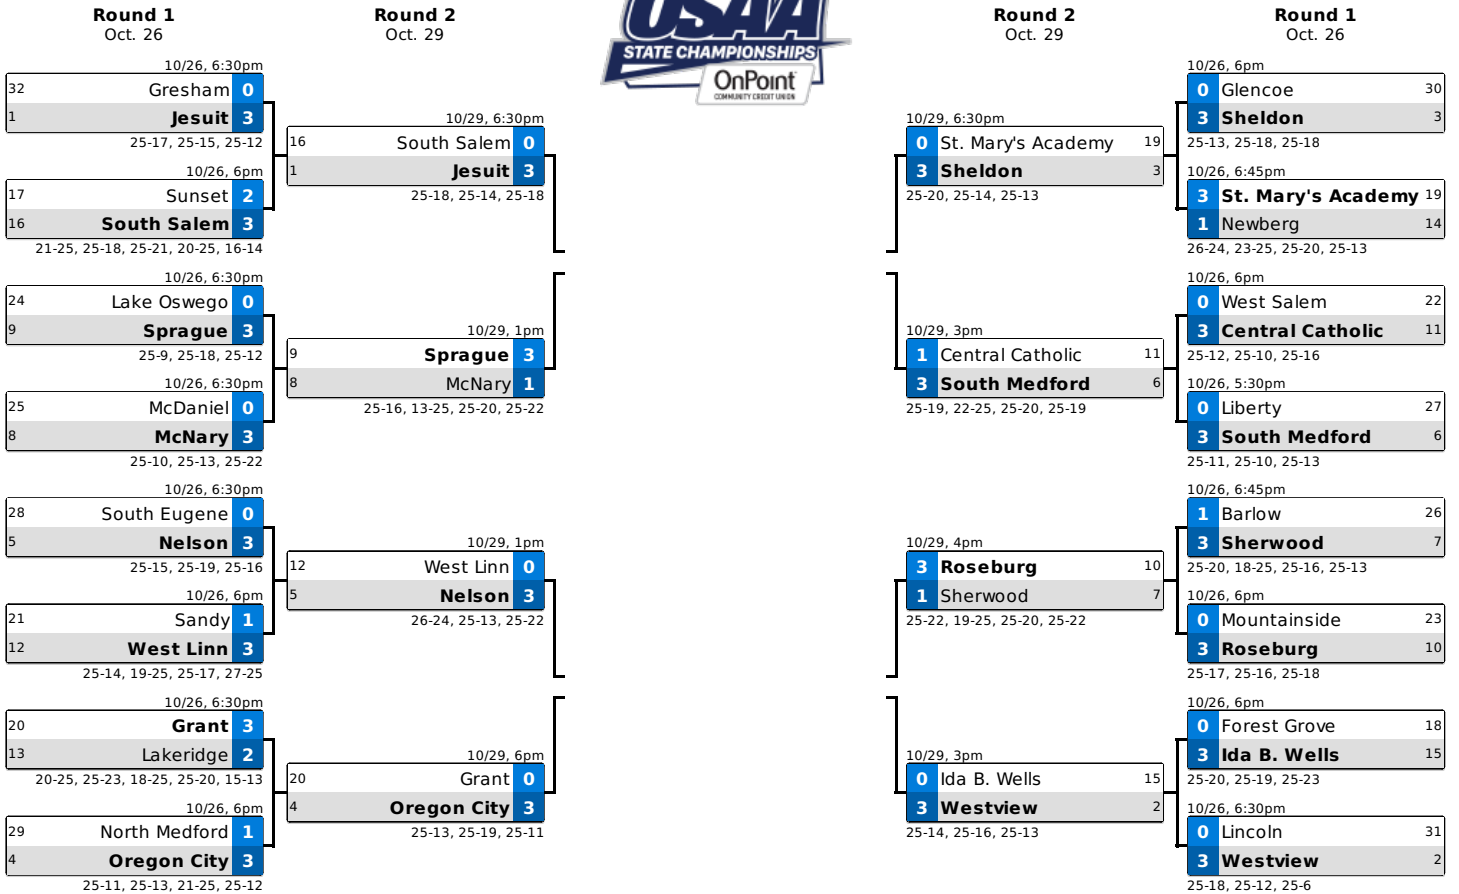 Round 1
Oct. 26
Round 2
Oct. 29
USAA
STATE CHAMPIONSHIPS
OnPoint
COMMUNITY CREDIT UNION
Round 2
Oct. 29
Round 1
Oct. 26
10/26, 6:30pm
32 Gresham 0
1 Jesuit 3
25-17, 25-15, 25-12
10/26, 6pm
17 Sunset 2
16 South Salem 3
21-25, 25-18, 25-21, 20-25, 16-14
10/26, 6:30pm
24 Lake Oswego 0
9 Sprague 3
25-9, 25-18, 25-12
10/26, 6:30pm
25 McDaniel 0
8 McNary 3
25-10, 25-13, 25-22
10/26, 6:30pm
28 South Eugene 0
5 Nelson 3
25-15, 25-19, 25-16
10/26, 6pm
21 Sandy 1
12 West Linn 3
25-14, 19-25, 25-17, 27-25
10/26, 6:30pm
20 Grant 3
13 Lakeridge 2
20-25, 25-23, 18-25, 25-20, 15-13
10/26, 6pm
29 North Medford 1
4 Oregon City 3
25-11, 25-13, 21-25, 25-12
10/29, 6:30pm
16 South Salem 0
1 Jesuit 3
25-18, 25-14, 25-18
10/29, 1pm
9 Sprague 3
8 McNary 1
25-16, 13-25, 25-20, 25-22
10/29, 1pm
12 West Linn 0
5 Nelson 3
26-24, 25-13, 25-22
10/29, 6pm
20 Grant 0
4 Oregon City 3
25-13, 25-19, 25-11
10/29, 6:30pm
0 St. Mary's Academy 19
3 Sheldon 3
25-20, 25-14, 25-13
10/29, 3pm
1 Central Catholic 11
3 South Medford 6
25-19, 22-25, 25-20, 25-19
10/29, 4pm
3 Roseburg 10
1 Sherwood 7
25-22, 19-25, 25-20, 25-22
10/29, 3pm
0 Ida B. Wells 15
3 Westview 2
25-14, 25-16, 25-13
10/26, 6pm
0 Glencoe 30
3 Sheldon 3
25-13, 25-18, 25-18
10/26, 6:45pm
3 St. Mary's Academy 19
1 Newberg 14
26-24, 23-25, 25-20, 25-13
10/26, 6pm
0 West Salem 22
3 Central Catholic 11
25-12, 25-10, 25-16
10/26, 5:30pm
0 Liberty 27
3 South Medford 6
25-11, 25-10, 25-13
10/26, 6:45pm
1 Barlow 26
3 Sherwood 7
25-20, 18-25, 25-16, 25-13
10/26, 6pm
0 Mountainside 23
3 Roseburg 10
25-17, 25-16, 25-18
10/26, 6pm
0 Forest Grove 18
3 Ida B. Wells 15
25-20, 25-19, 25-23
10/26, 6:30pm
0 Lincoln 31
3 Westview 2
25-18, 25-12, 25-6